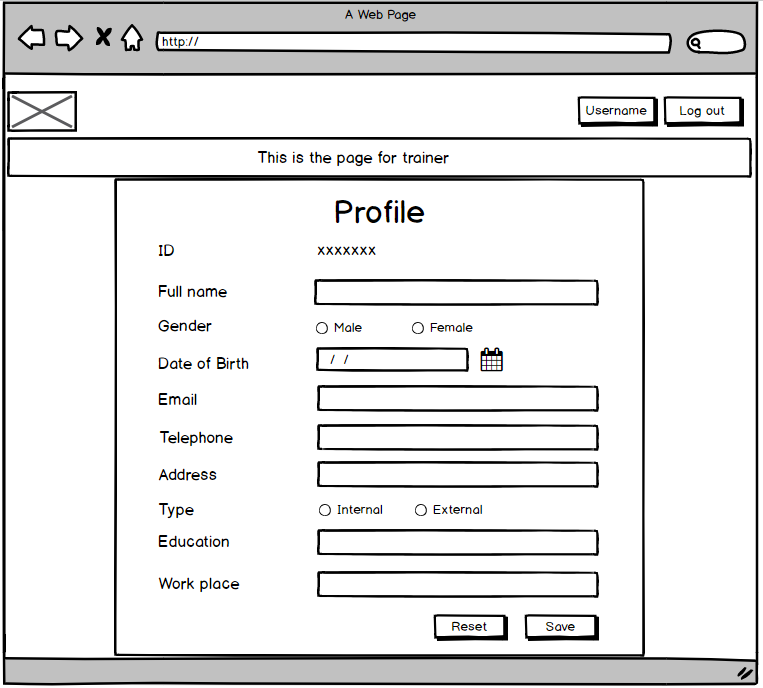 A Web Page
http://
Username Log out
This is the page for trainer
Profile
ID xxxxxxx
Full name
Gender Male Female
Date of Birth / /
Email
Telephone
Address
Type Internal External
Education
Work place
Reset Save